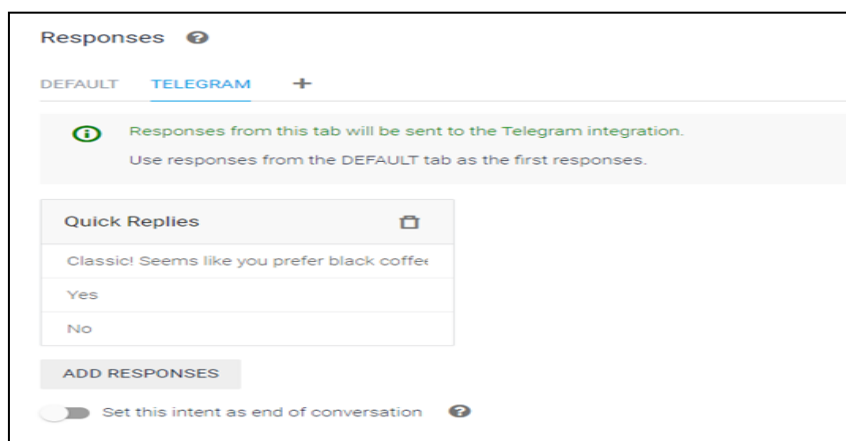 Responses
DEFAULT TELEGRAM +
Responses from this tab will be sent to the Telegram integration.
Use responses from the DEFAULT tab as the first responses.
Quick Replies
Classic! Seems like you prefer black coffee
Yes
No
ADD RESPONSES
Set this intent as end of conversation